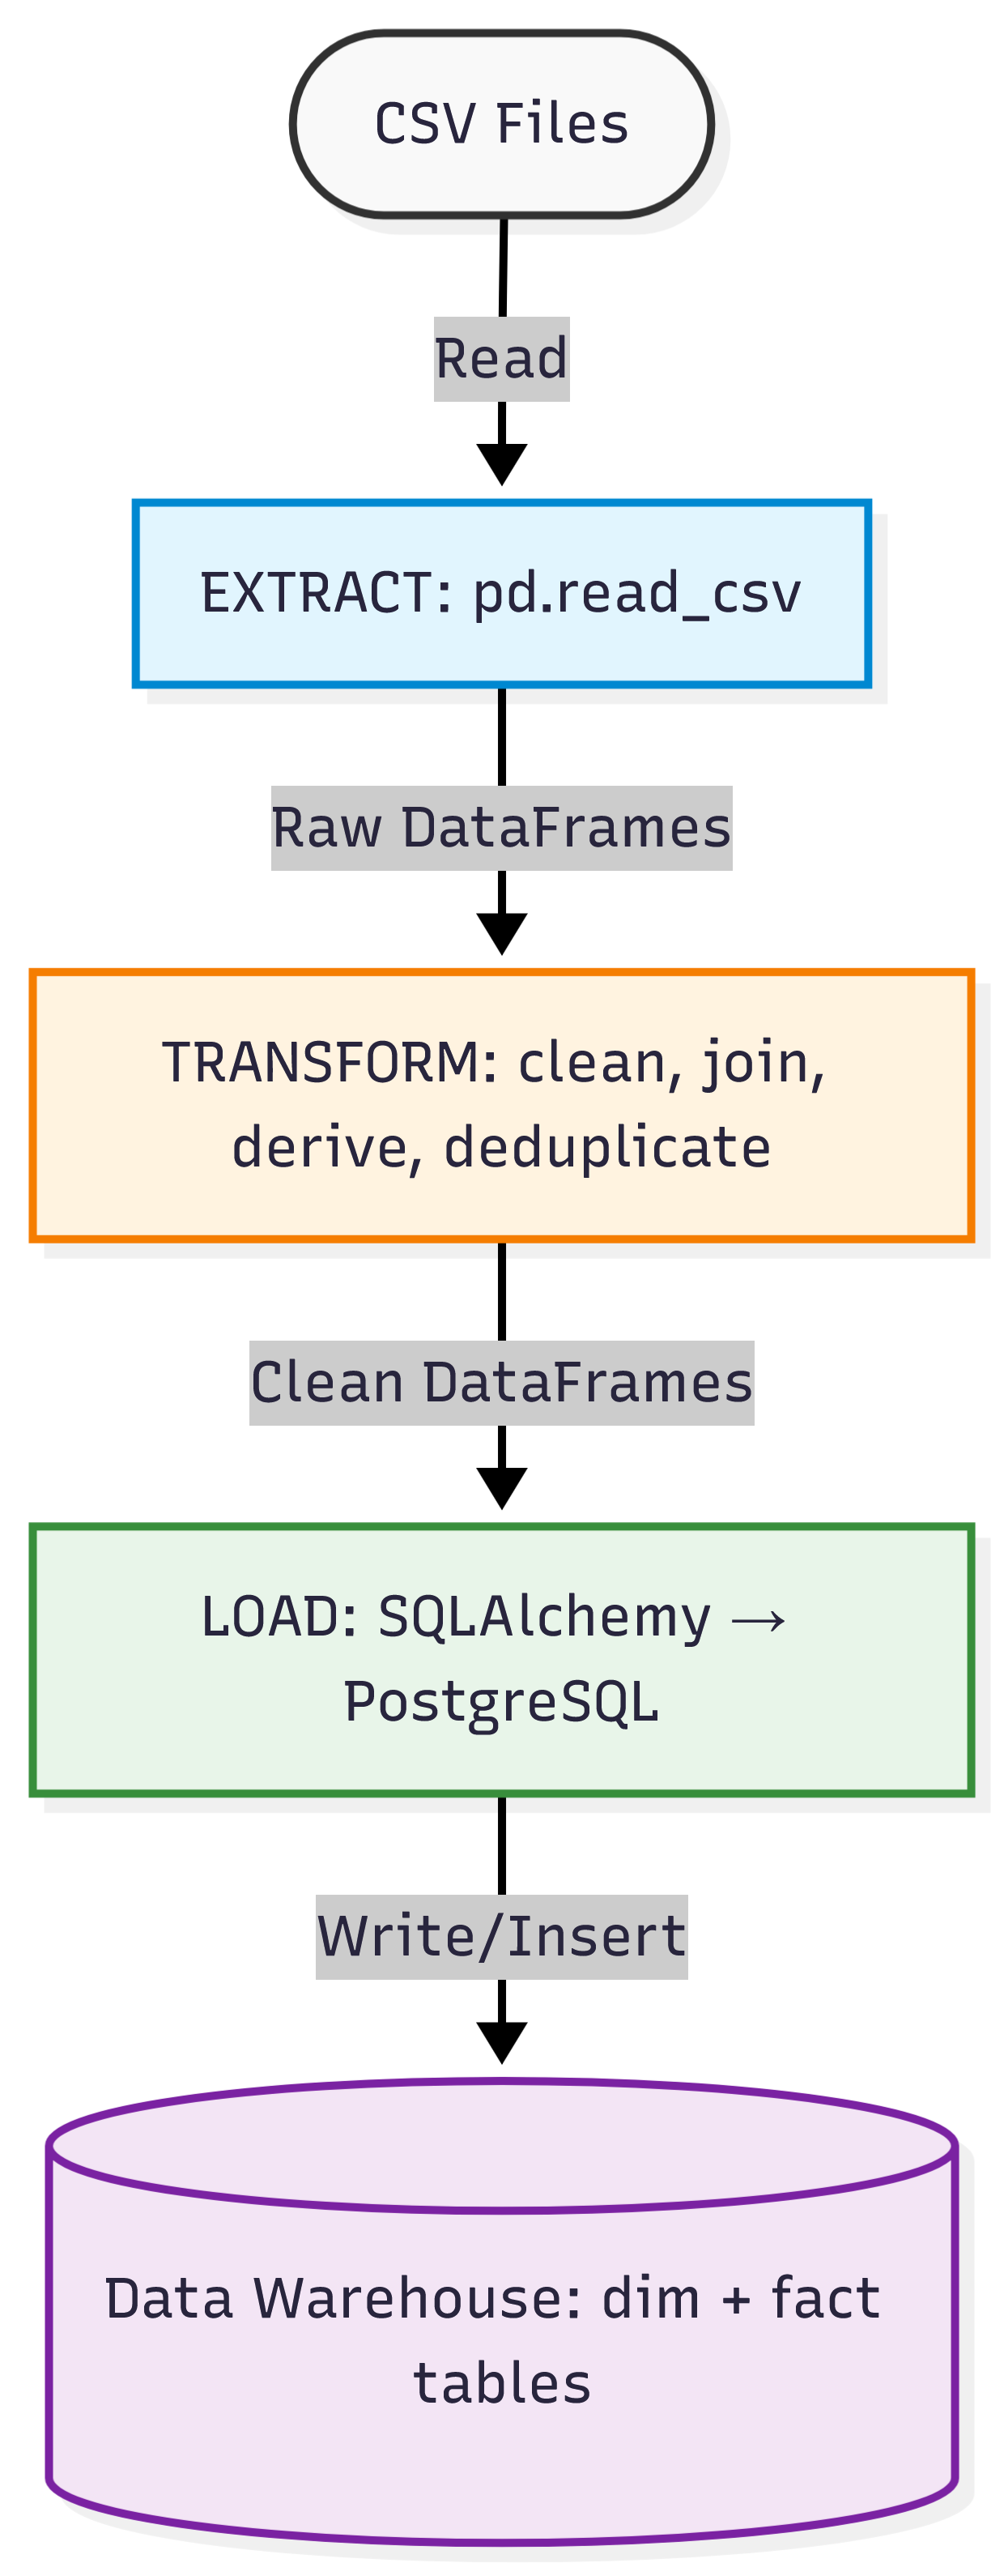 CSV Files
Read
EXTRACT: pd.read_csv
Raw DataFrames
TRANSFORM: clean, join,
derive, deduplicate
Clean DataFrames
LOAD: SQLAlchemy →
PostgreSQL
Write/Insert
Data Warehouse: dim + fact
tables